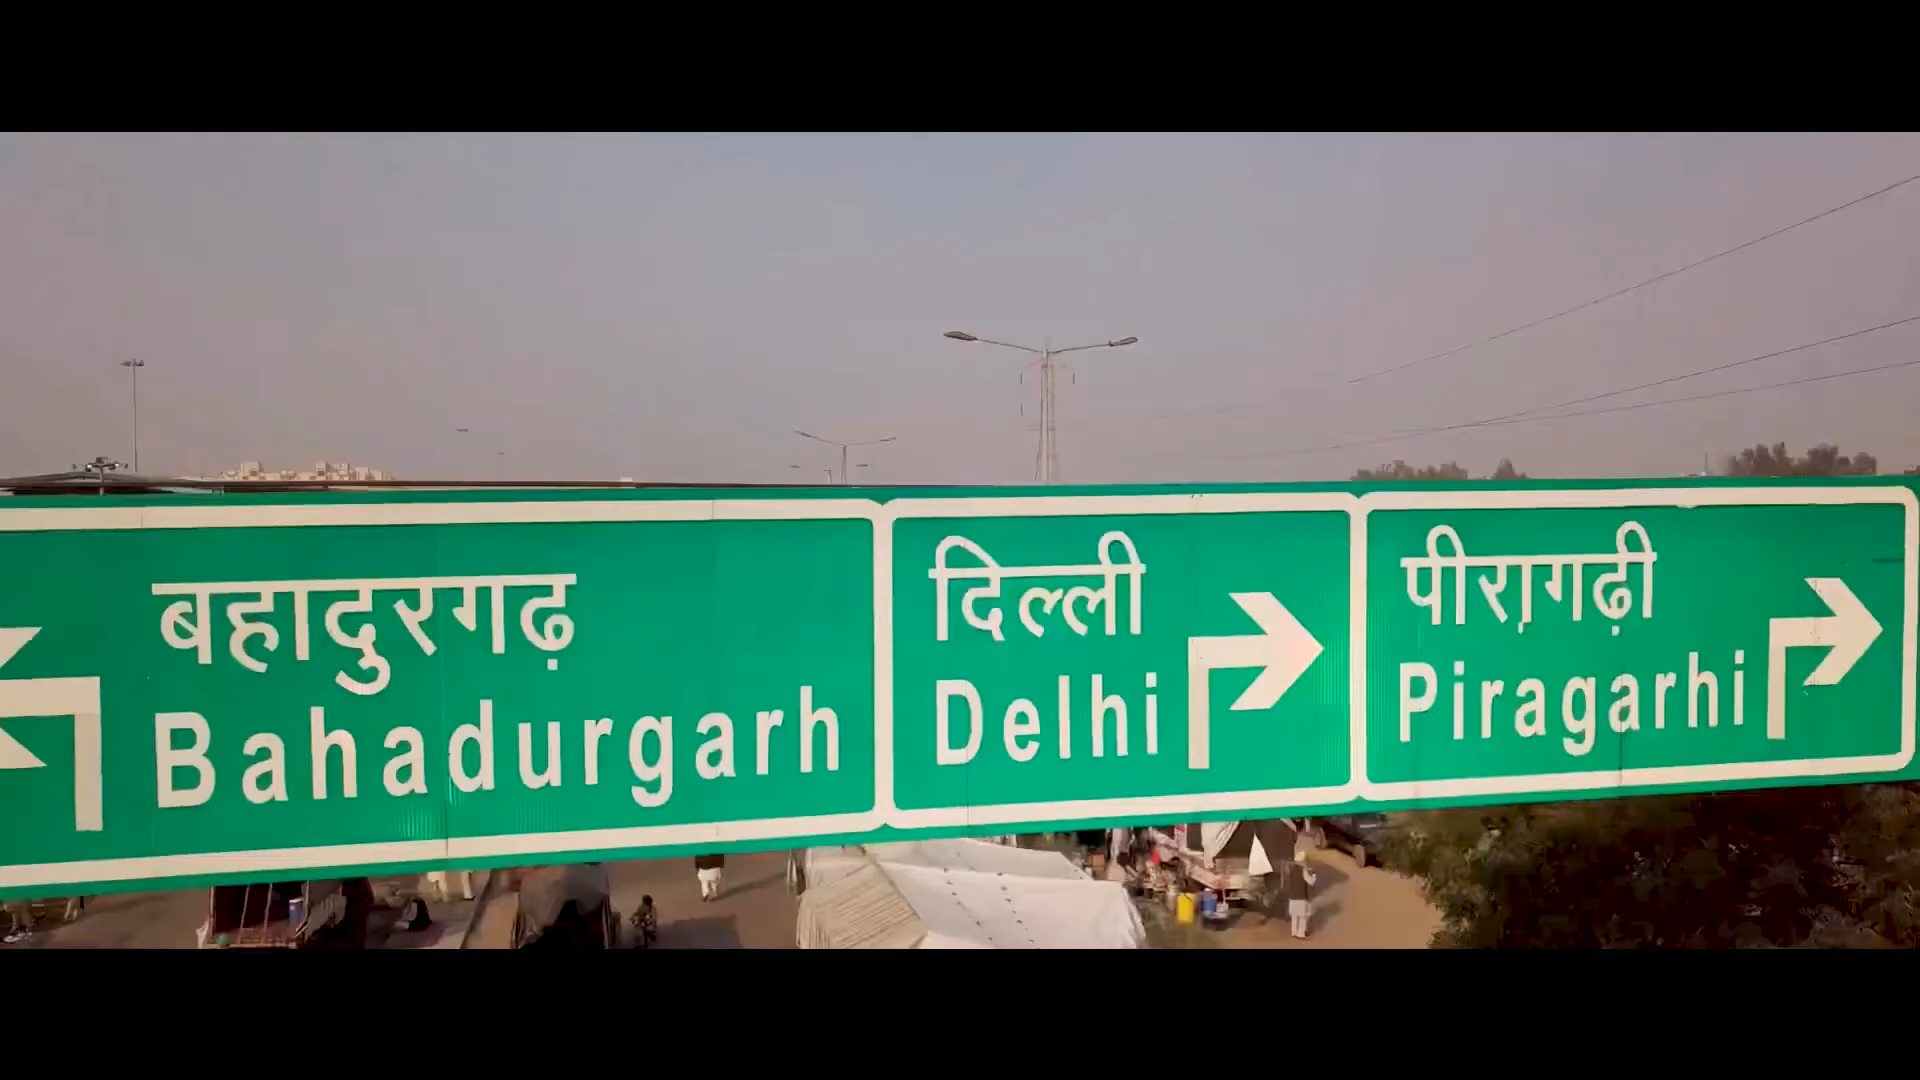 बहादुरगढ़
Bahadurgarh
दिल्ली
Delhi
पीऱागढ़ी
Piragarhi